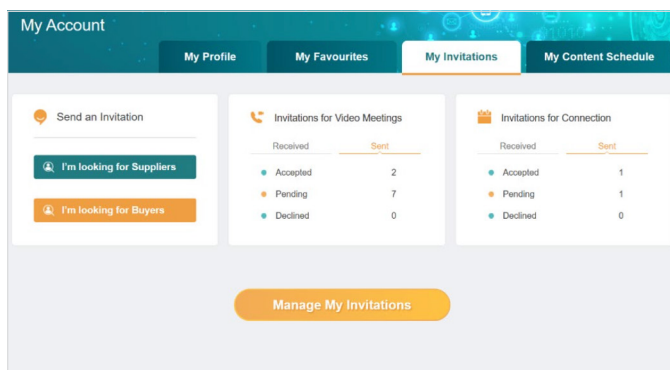 My Account
My Profile
My Favourites
My Invitations
My Content Schedule
Send an Invitation
I'm looking for Suppliers
I'm looking for Buyers
Invitations for Video Meetings
Received Sent
Accepted 2
Pending 7
Declined 0
Invitations for Connection
Received Sent
Accepted 1
Pending 1
Declined 0
Manage My Invitations